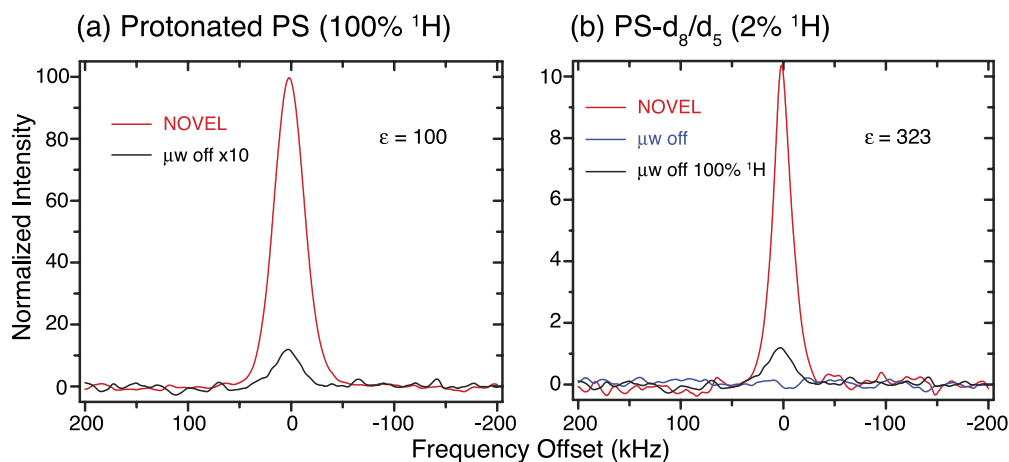 (a) Protonated PS (100% ¹H)
(b) PS-d₈/d₅ (2% ¹H)
Normalized Intensity
100
80
60
40
20
0
NOVEL
μw off x10
ε = 100
200
100
0
-100
-200
10
8
6
4
2
0
NOVEL
μw off
μw off 100% ¹H
ε = 323
200
100
0
-100
-200
Frequency Offset (kHz)